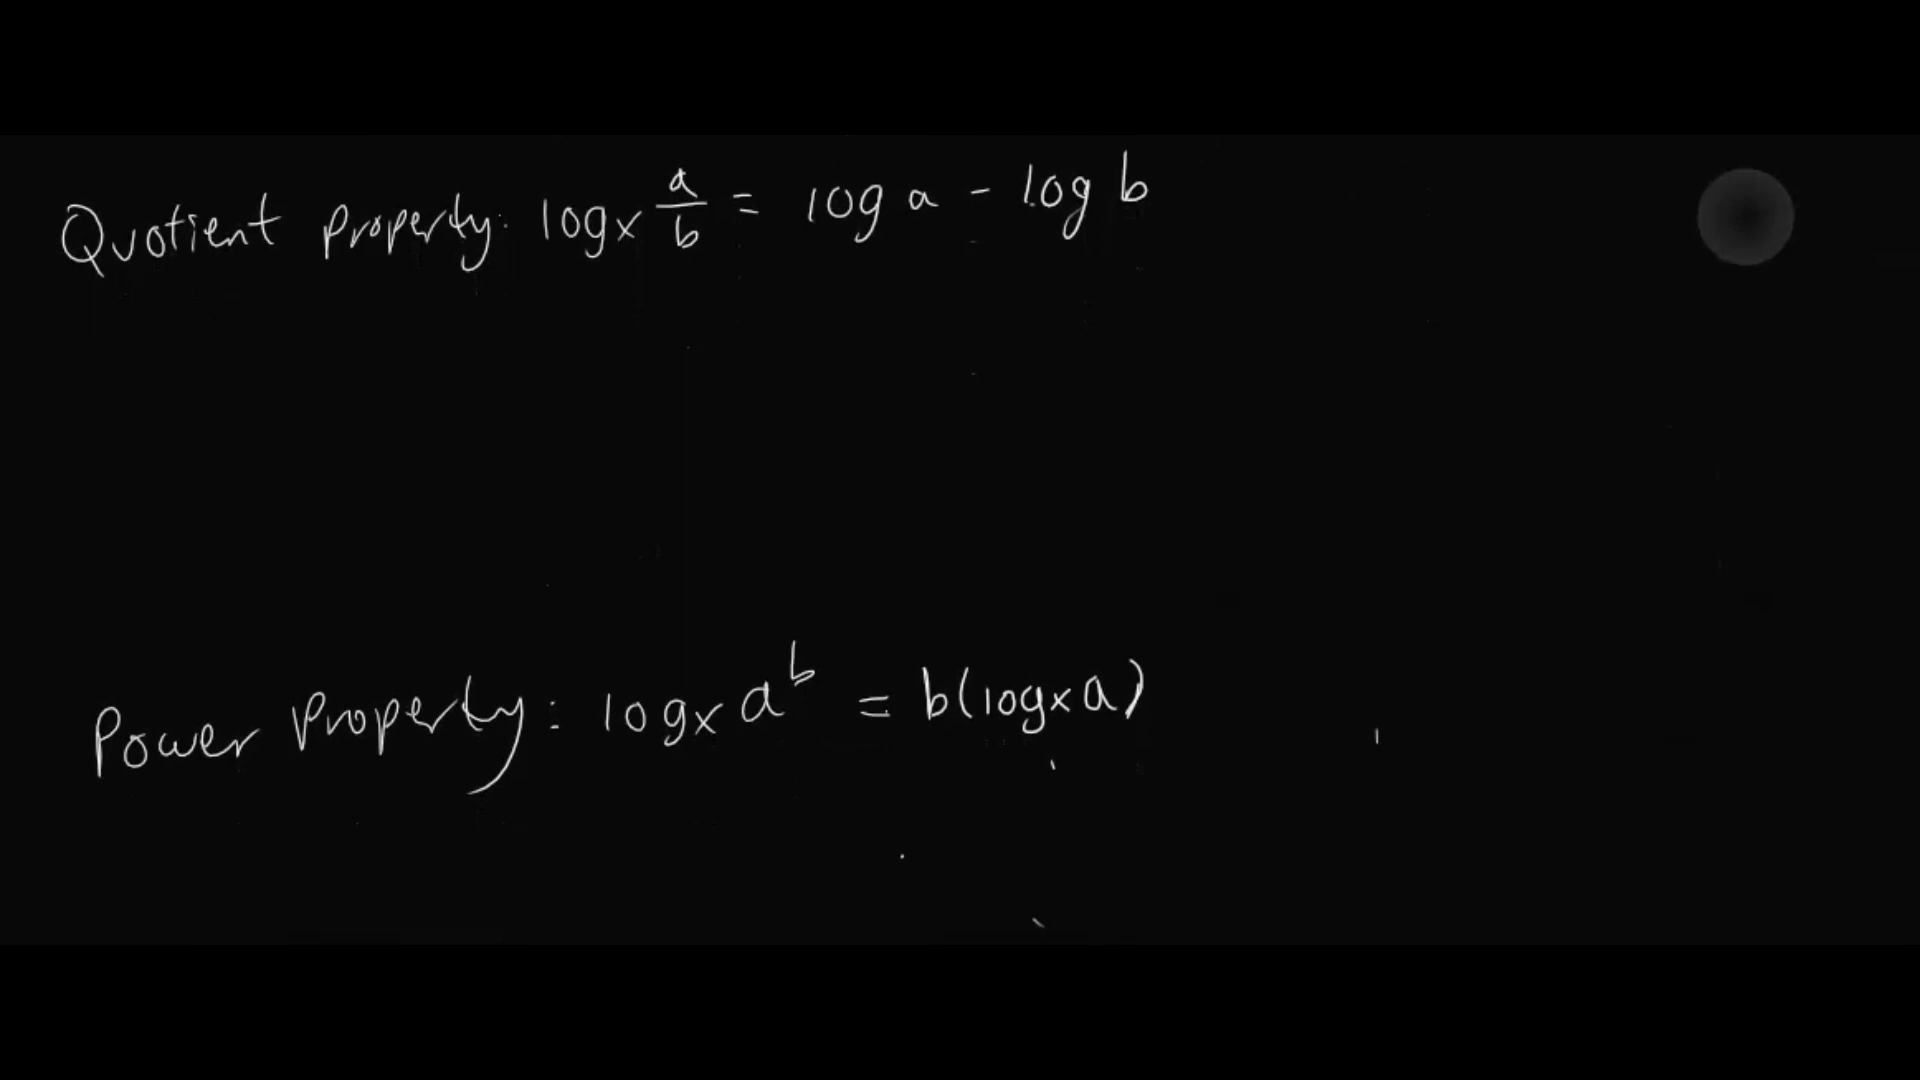 Quotient Property: logx a/b = log a - log b
Power Property: logx a^b = b(logx a)